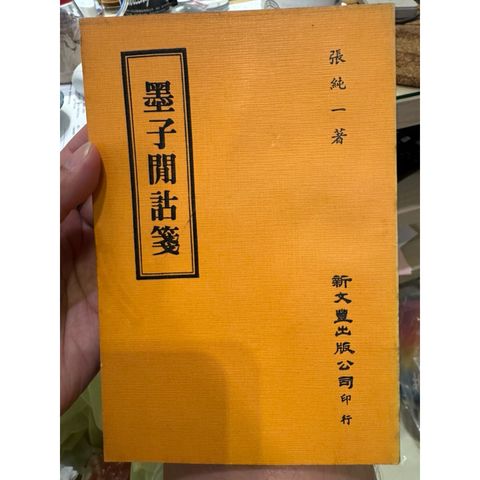 張純一著
墨子閒詁箋
新文豐出版公司印行